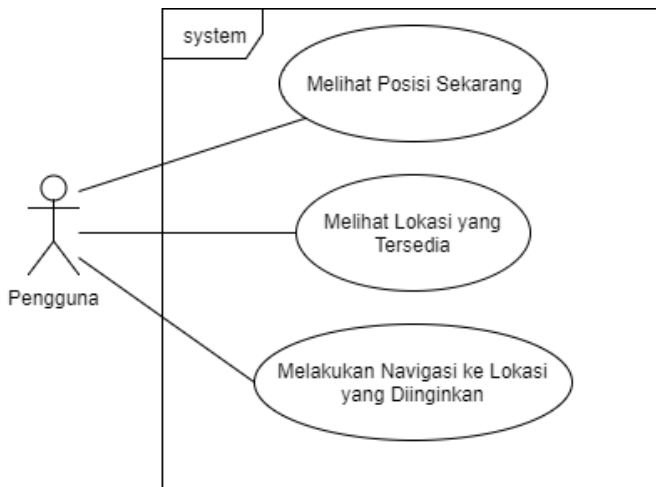 system
Melihat Posisi Sekarang
Melihat Lokasi yang
Tersedia
Pengguna
Melakukan Navigasi ke Lokasi
yang Diinginkan